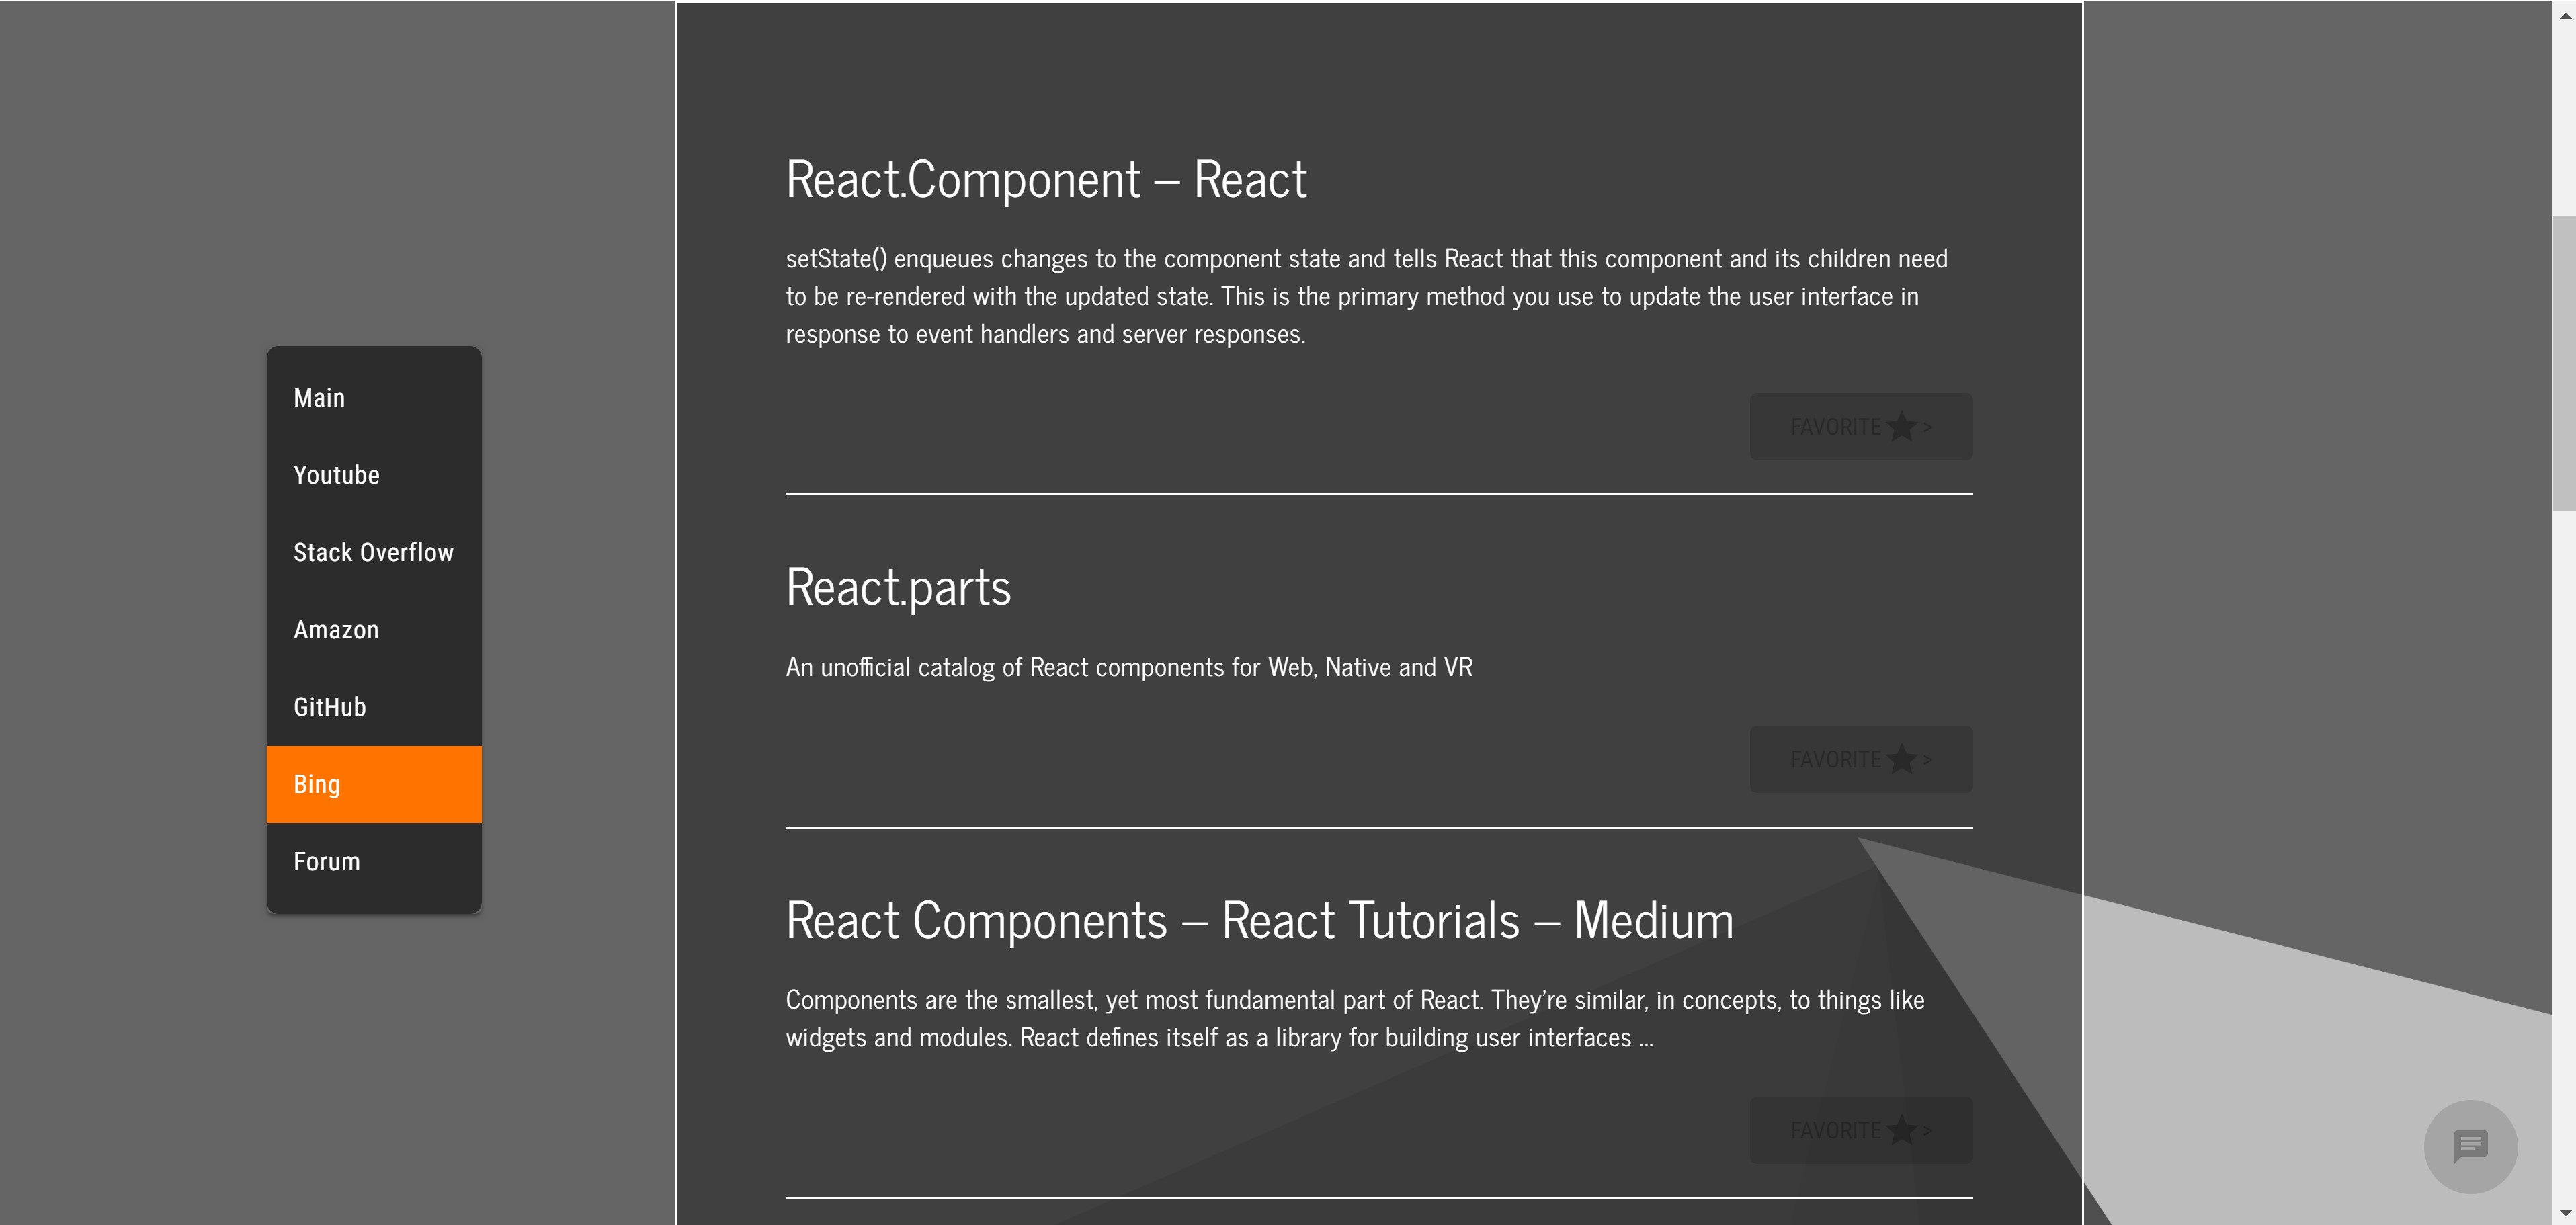 Main
Youtube
Stack Overflow
Amazon
GitHub
Bing
Forum
React.Component – React
setState() enqueues changes to the component state and tells React that this component and its children need
to be re-rendered with the updated state. This is the primary method you use to update the user interface in
response to event handlers and server responses.
FAVORITE >
React.parts
An unofficial catalog of React components for Web, Native and VR
FAVORITE >
React Components – React Tutorials – Medium
Components are the smallest, yet most fundamental part of React. They’re similar, in concepts, to things like
widgets and modules. React defines itself as a library for building user interfaces ...
FAVORITE >